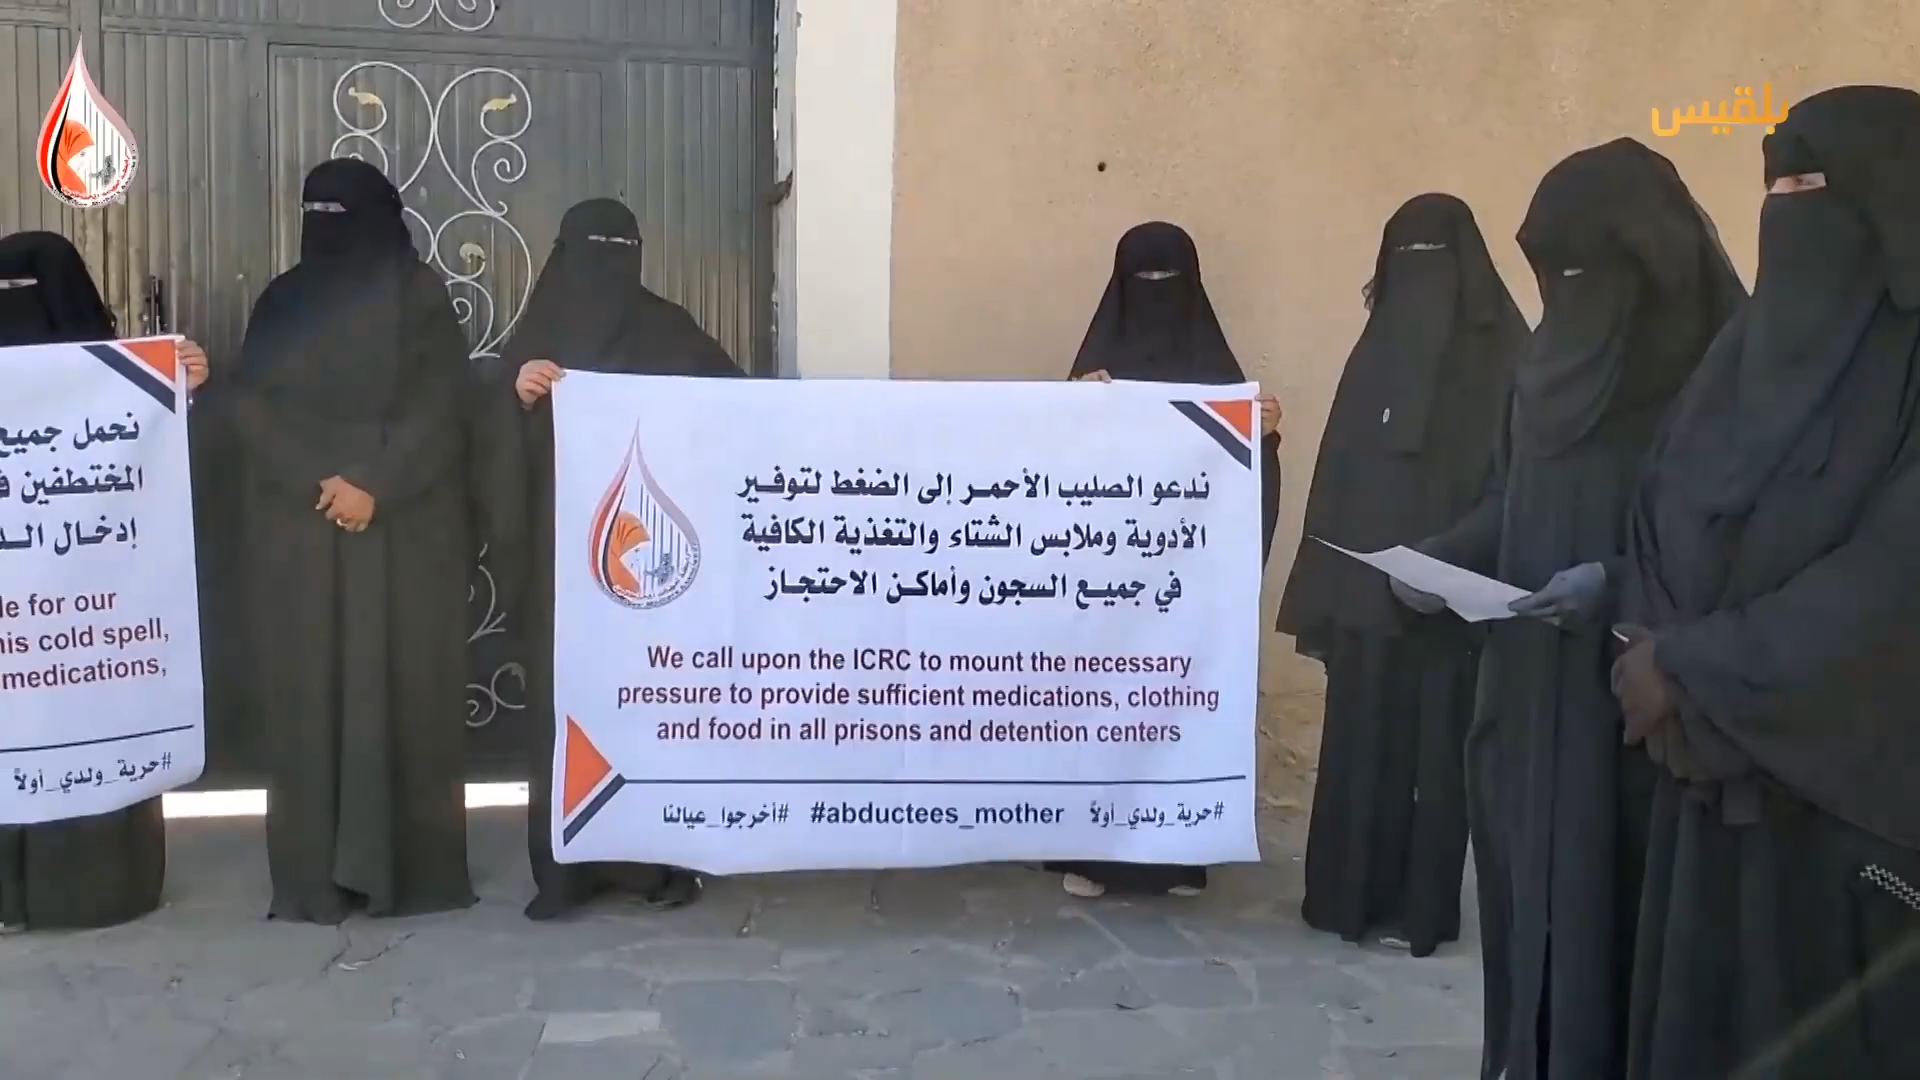 بلقيس
نحمل جميع
المختطفين
إدخال
for our
cold spell,
medications,
#حرية_ولدي_أولاً
ندعو الصليب الأحمر إلى الضغط لتوفير
الأدوية وملابس الشتاء والتغذية الكافية
في جميع السجون وأماكن الاحتجاز
We call upon the ICRC to mount the necessary
pressure to provide sufficient medications, clothing
and food in all prisons and detention centers
#حرية_ولدي_أولاً #abductees_mother #أخرجوا_عيالنا